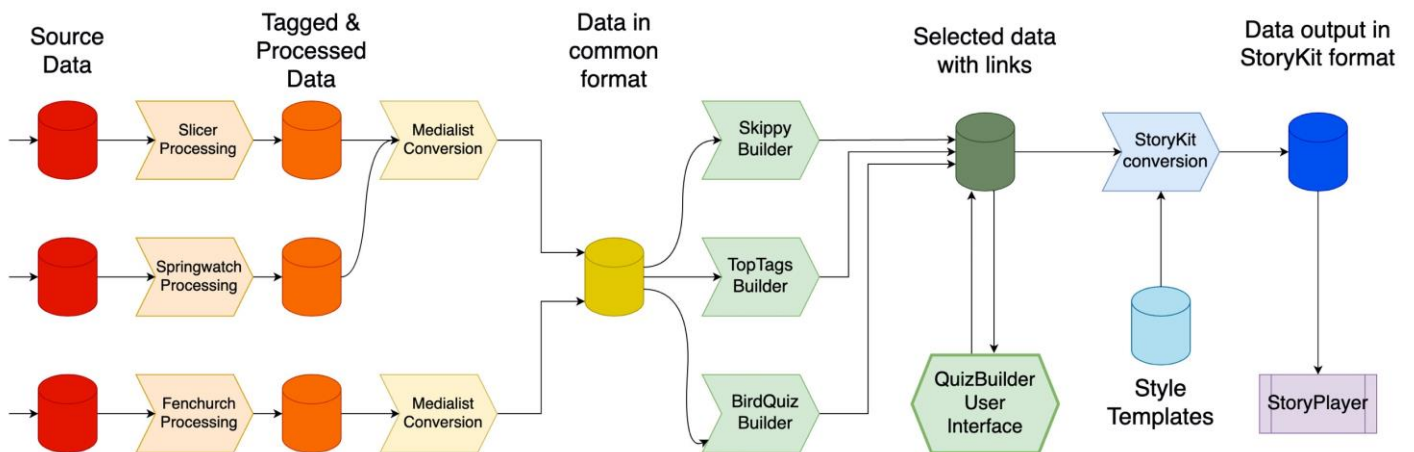 Source
Data
Tagged &
Processed
Data
Data in
common
format
Selected data
with links
Data output in
StoryKit format
Slicer
Processing
Medialist
Conversion
Skippy
Builder
StoryKit
conversion
Springwatch
Processing
TopTags
Builder
Fenchurch
Processing
Medialist
Conversion
BirdQuiz
Builder
QuizBuilder
User
Interface
Style
Templates
StoryPlayer